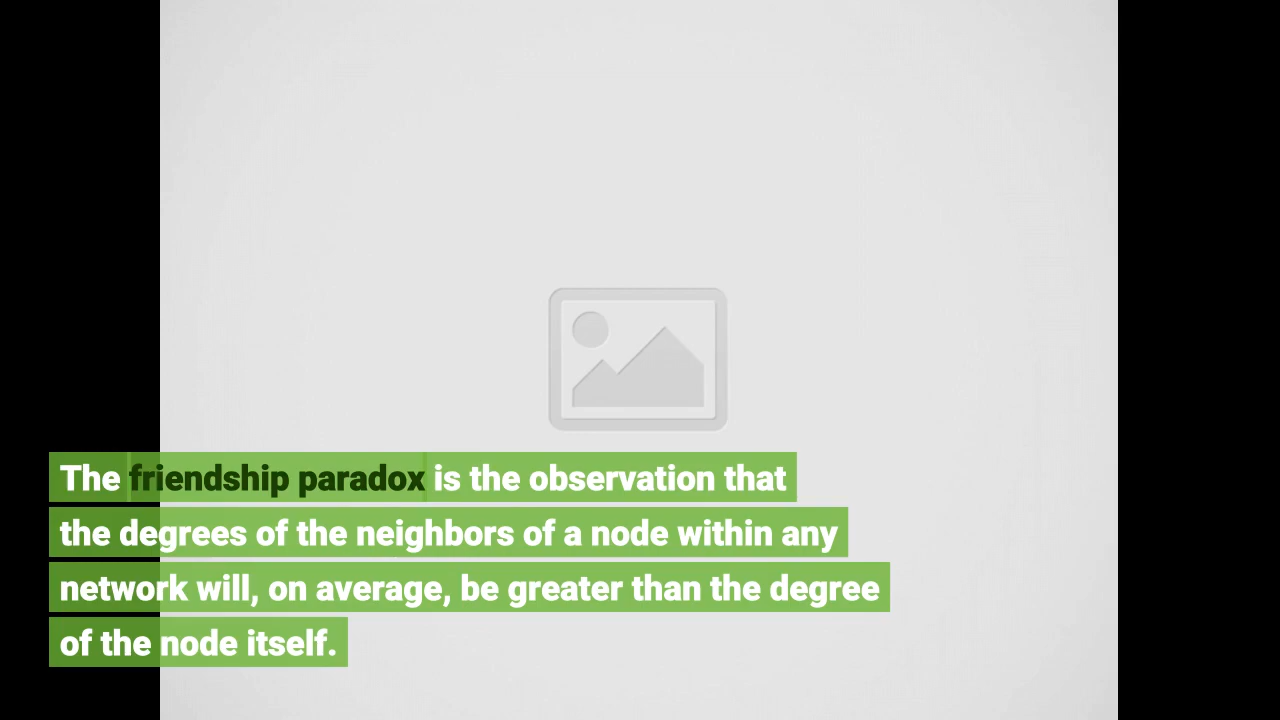 The friendship paradox is the observation that
the degrees of the neighbors of a node within any
network will, on average, be greater than the degree
of the node itself.